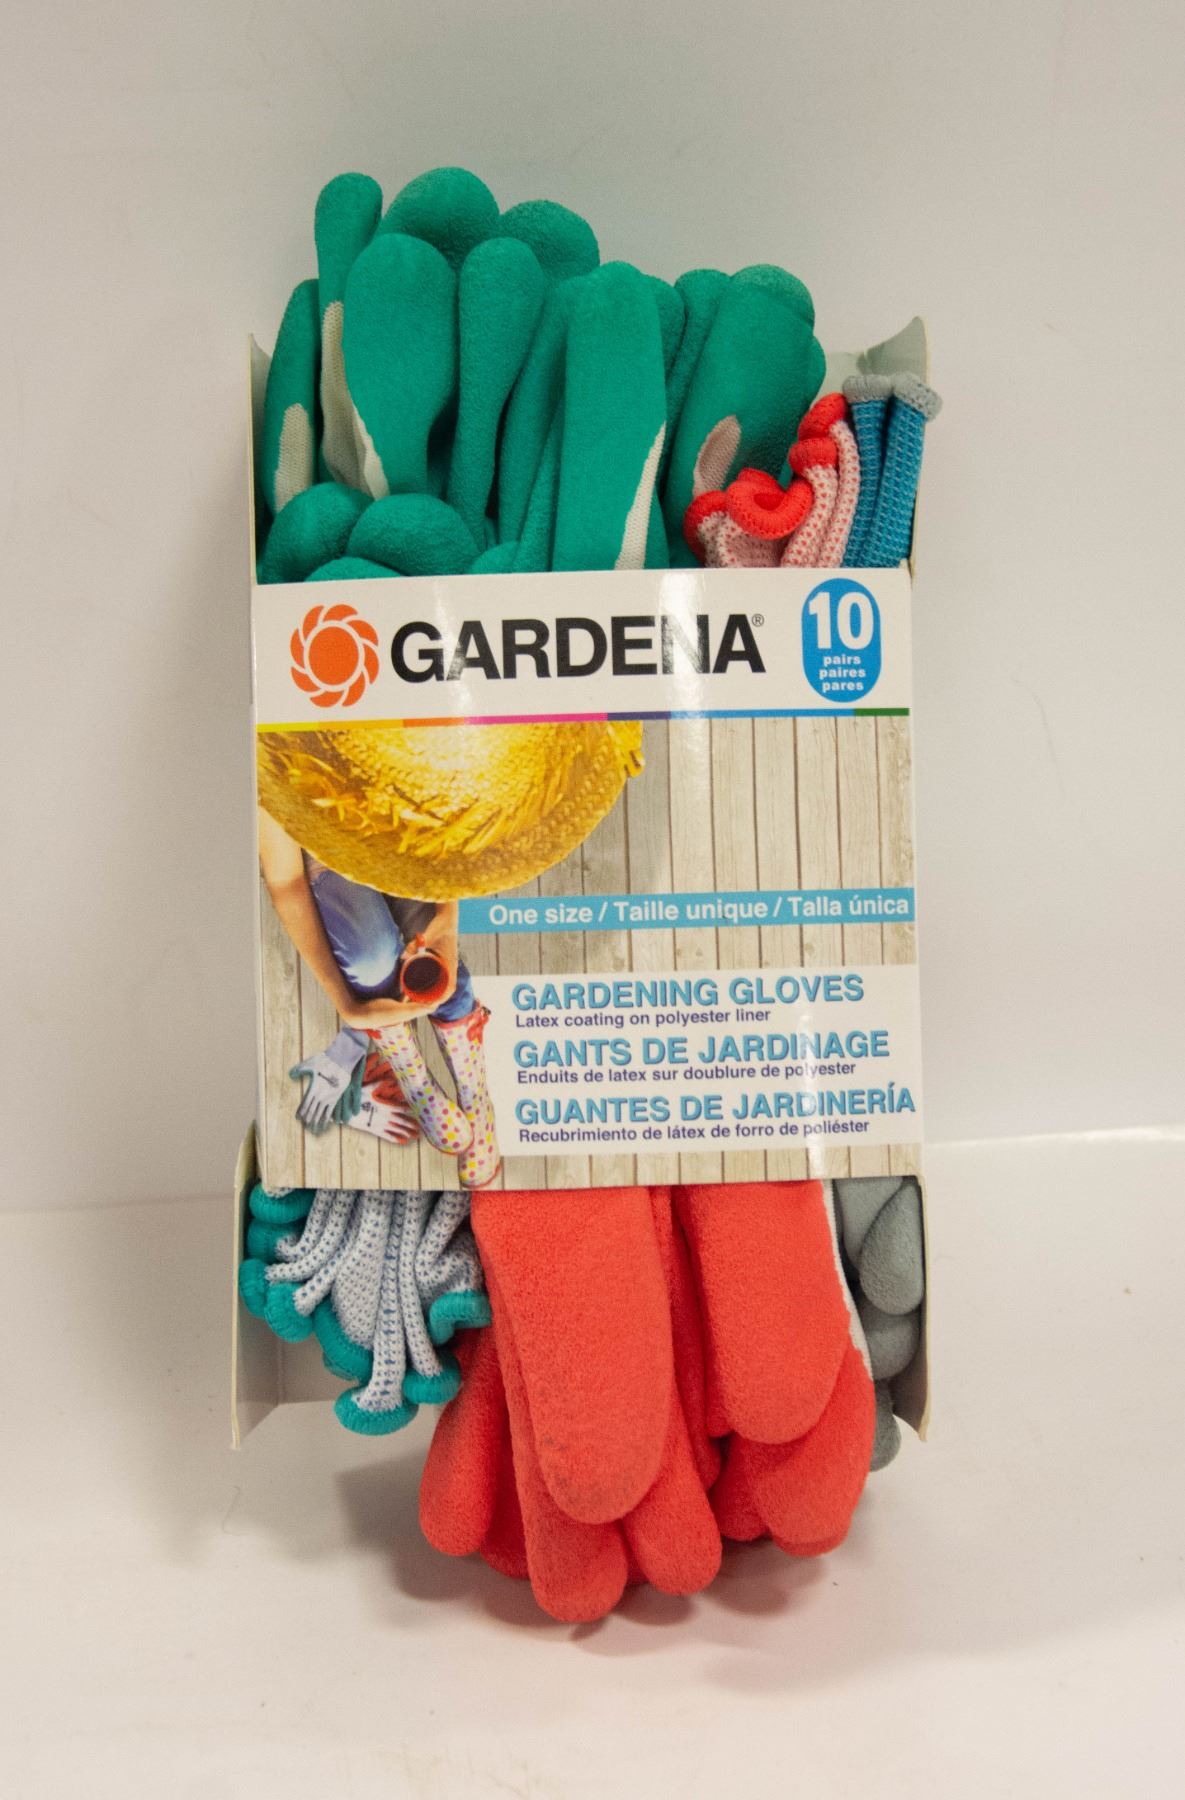 GARDENA®
10
pairs
paires
pares
One size / Taille unique / Talla única
GARDENING GLOVES
Latex coating on polyester liner
GANTS DE JARDINAGE
Enduits de latex sur doublure de polyester
GUANTES DE JARDINERÍA
Recubrimiento de látex de forro de poliéster